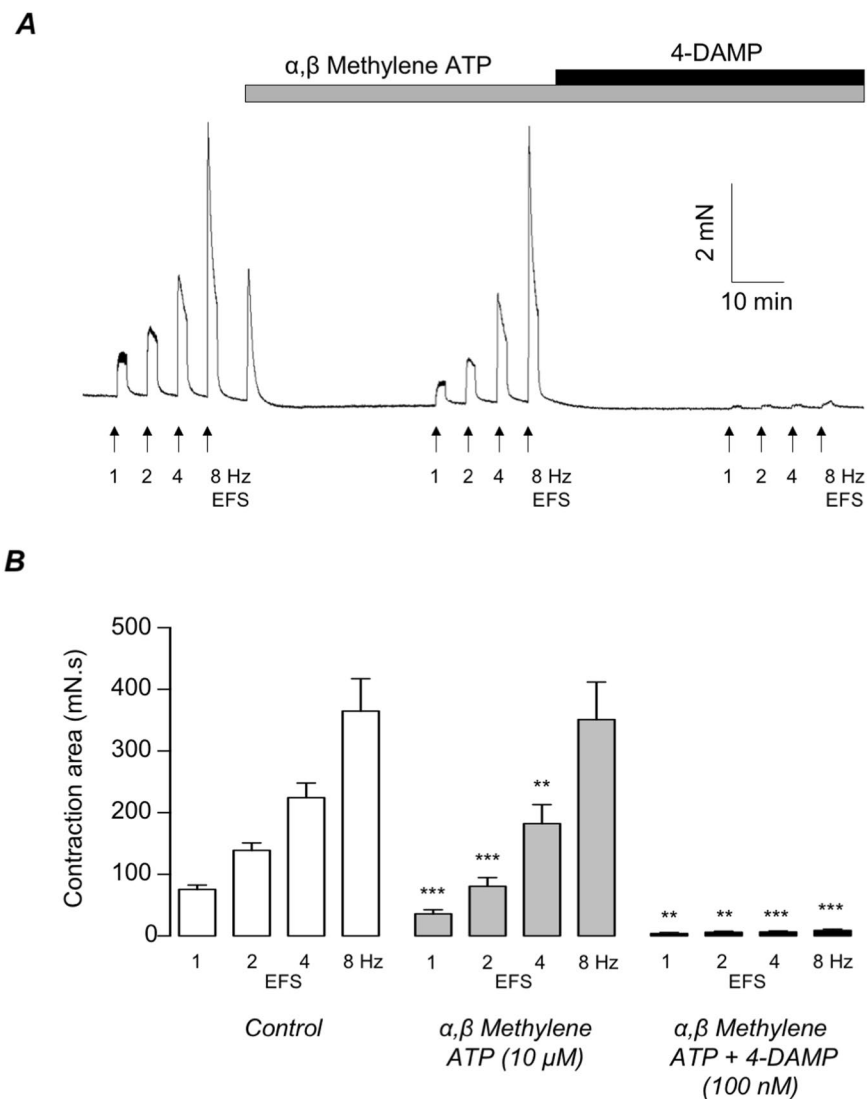 A
α,β Methylene ATP
4-DAMP
2 mN
10 min
1 2 4 8 Hz 1 2 4 8 Hz 1 2 4 8 Hz
EFS EFS EFS
B
Contraction area (mN.s)
500
400
300
200
100
0
** 
*** 
*** 
** ** *** ***
1 2 4 8 Hz 1 2 4 8 Hz 1 2 4 8 Hz
EFS EFS EFS
Control
α,β Methylene
ATP (10 µM)
α,β Methylene
ATP + 4-DAMP
(100 nM)